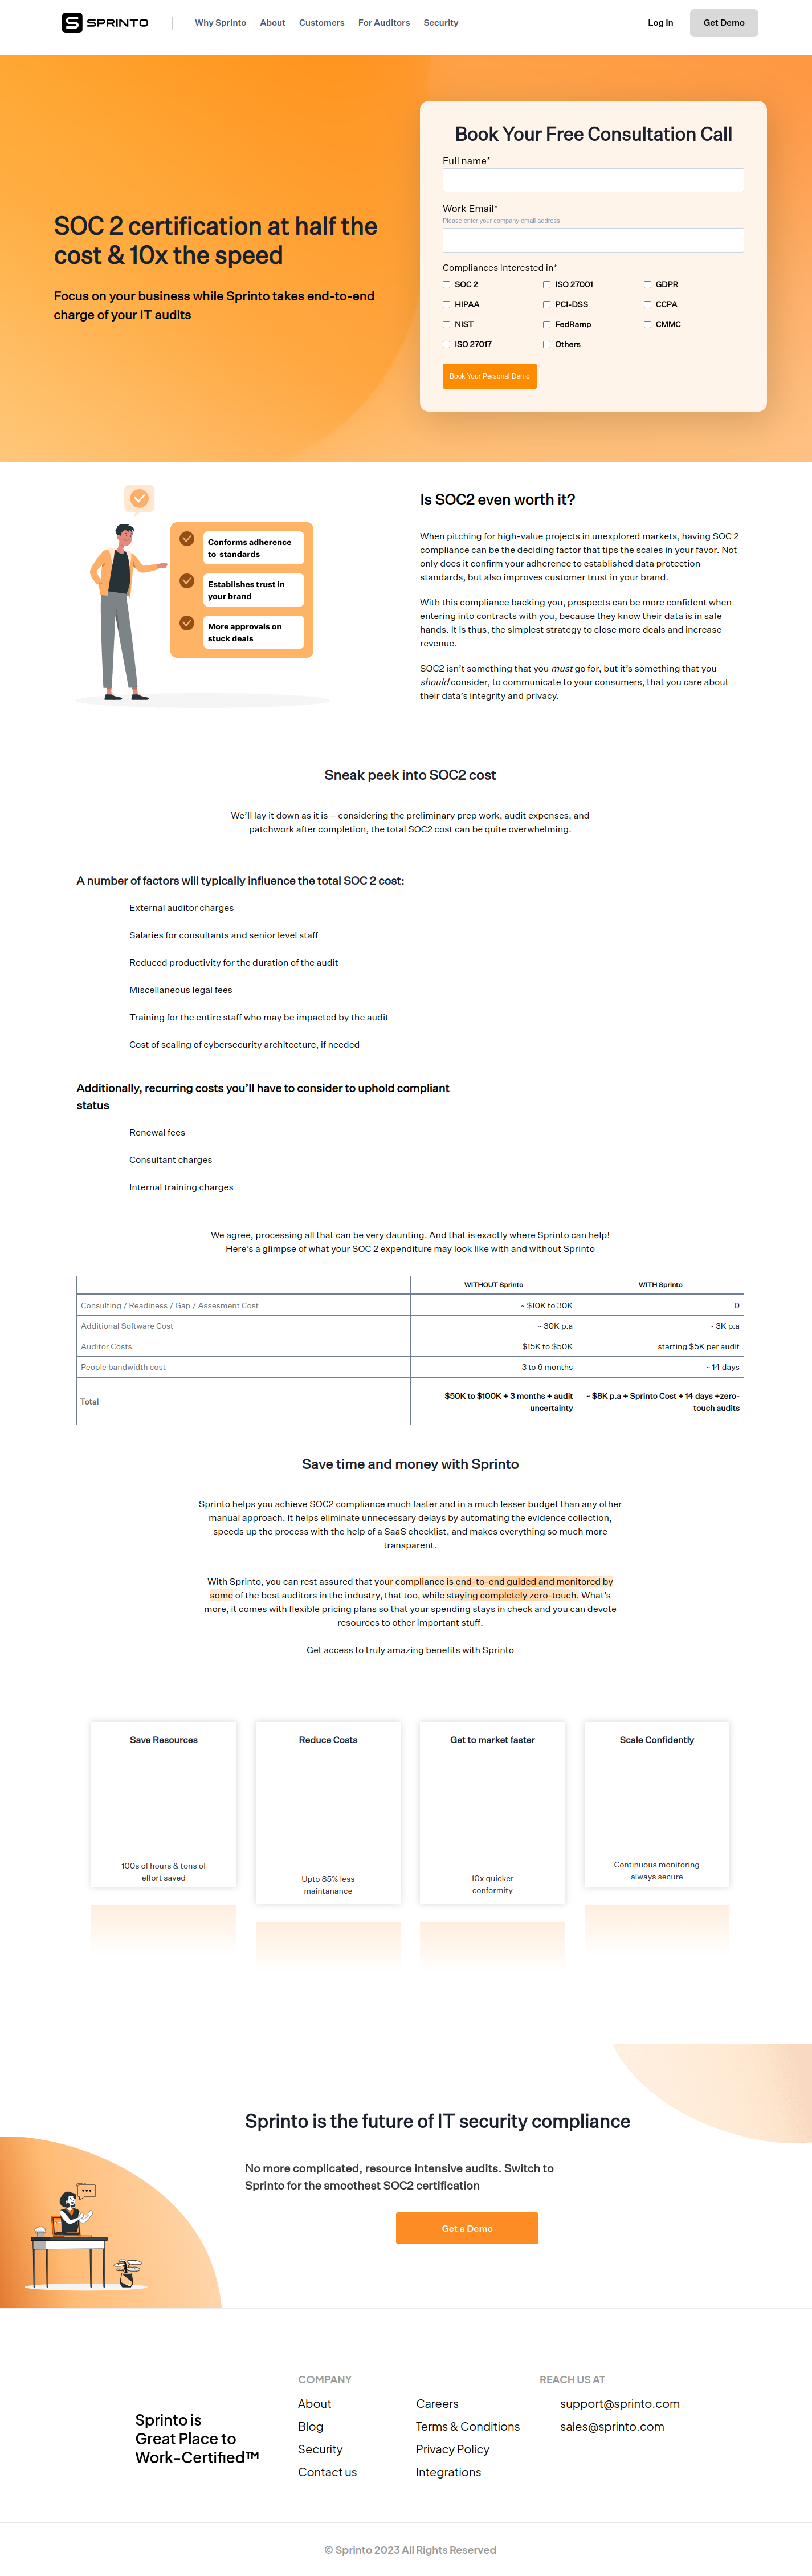 SPRINTO
Why Sprinto
About
Customers
For Auditors
Security
Log In
Get Demo
SOC 2 certification at half the
cost & 10x the speed
Focus on your business while Sprinto takes end-to-end
charge of your IT audits
Book Your Free Consultation Call
Full name*
Work Email*
Please enter your company email address
Compliances Interested in*
SOC 2
ISO 27001
GDPR
HIPAA
PCI-DSS
CCPA
NIST
FedRamp
CMMC
ISO 27017
Others
Book Your Personal Demo
Conforms adherence
to standards
Establishes trust in
your brand
More approvals on
stuck deals
Is SOC2 even worth it?
When pitching for high-value projects in unexplored markets, having SOC 2
compliance can be the deciding factor that tips the scales in your favor. Not
only does it confirm your adherence to established data protection
standards, but also improves customer trust in your brand.
With this compliance backing you, prospects can be more confident when
entering into contracts with you, because they know their data is in safe
hands. It is thus, the simplest strategy to close more deals and increase
revenue.
SOC2 isn't something that you must go for, but it's something that you
should consider, to communicate to your consumers, that you care about
their data's integrity and privacy.
Sneak peek into SOC2 cost
We'll lay it down as it is – considering the preliminary prep work, audit expenses, and
patchwork after completion, the total SOC2 cost can be quite overwhelming.
A number of factors will typically influence the total SOC 2 cost:
External auditor charges
Salaries for consultants and senior level staff
Reduced productivity for the duration of the audit
Miscellaneous legal fees
Training for the entire staff who may be impacted by the audit
Cost of scaling of cybersecurity architecture, if needed
Additionally, recurring costs you'll have to consider to uphold compliant
status
Renewal fees
Consultant charges
Internal training charges
We agree, processing all that can be very daunting. And that is exactly where Sprinto can help!
Here's a glimpse of what your SOC 2 expenditure may look like with and without Sprinto
WITHOUT Sprinto
WITH Sprinto
Consulting / Readiness / Gap / Assesment Cost
~ $10K to 30K
0
Additional Software Cost
~ 30K p.a
~ 3K p.a
Auditor Costs
$15K to $50K
starting $5K per audit
People bandwidth cost
3 to 6 months
~ 14 days
Total
$50K to $100K + 3 months + audit
uncertainty
~ $8K p.a + Sprinto Cost + 14 days +zero-
touch audits
Save time and money with Sprinto
Sprinto helps you achieve SOC2 compliance much faster and in a much lesser budget than any other
manual approach. It helps eliminate unnecessary delays by automating the evidence collection,
speeds up the process with the help of a SaaS checklist, and makes everything so much more
transparent.
With Sprinto, you can rest assured that your compliance is end-to-end guided and monitored by
some of the best auditors in the industry, that too, while staying completely zero-touch. What's
more, it comes with flexible pricing plans so that your spending stays in check and you can devote
resources to other important stuff.
Get access to truly amazing benefits with Sprinto
Save Resources
100s of hours & tons of
effort saved
Reduce Costs
Upto 85% less
maintanance
Get to market faster
10x quicker
conformity
Scale Confidently
Continuous monitoring
always secure
Sprinto is the future of IT security compliance
No more complicated, resource intensive audits. Switch to
Sprinto for the smoothest SOC2 certification
Get a Demo
Sprinto is
Great Place to
Work-Certified™
COMPANY
About
Blog
Security
Contact us
Careers
Terms & Conditions
Privacy Policy
Integrations
REACH US AT
support@sprinto.com
sales@sprinto.com
© Sprinto 2023 All Rights Reserved